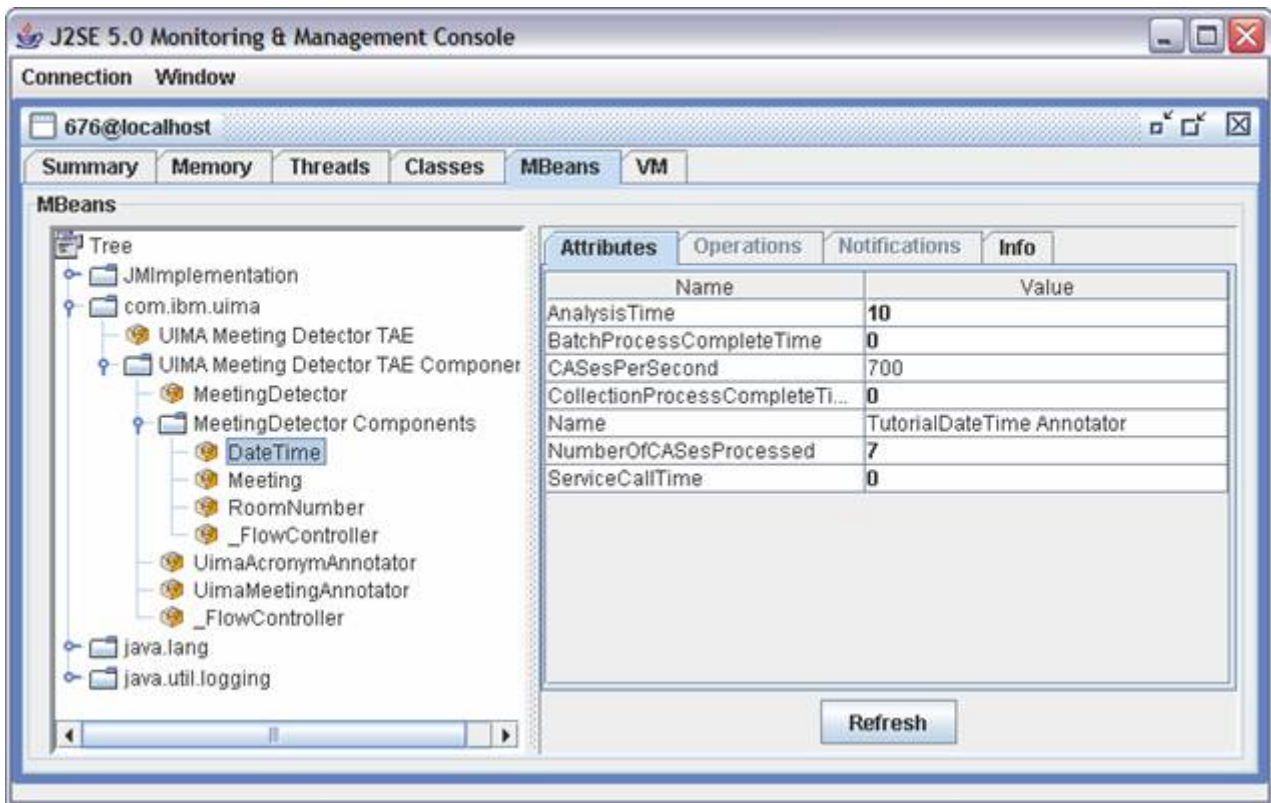 J2SE 5.0 Monitoring & Management Console
Connection Window
676@localhost
Summary Memory Threads Classes MBeans VM
MBeans
Tree
JMImplementation
com.ibm.uima
UIMA Meeting Detector TAE
UIMA Meeting Detector TAE Componer
MeetingDetector
MeetingDetector Components
DateTime
Meeting
RoomNumber
_FlowController
UimaAcronymAnnotator
UimaMeetingAnnotator
_FlowController
java.lang
java.util.logging
Attributes Operations Notifications Info
Name Value
AnalysisTime 10
BatchProcessCompleteTime 0
CASesPerSecond 700
CollectionProcessCompleteTi... 0
Name TutorialDateTime Annotator
NumberOfCASesProcessed 7
ServiceCallTime 0
Refresh